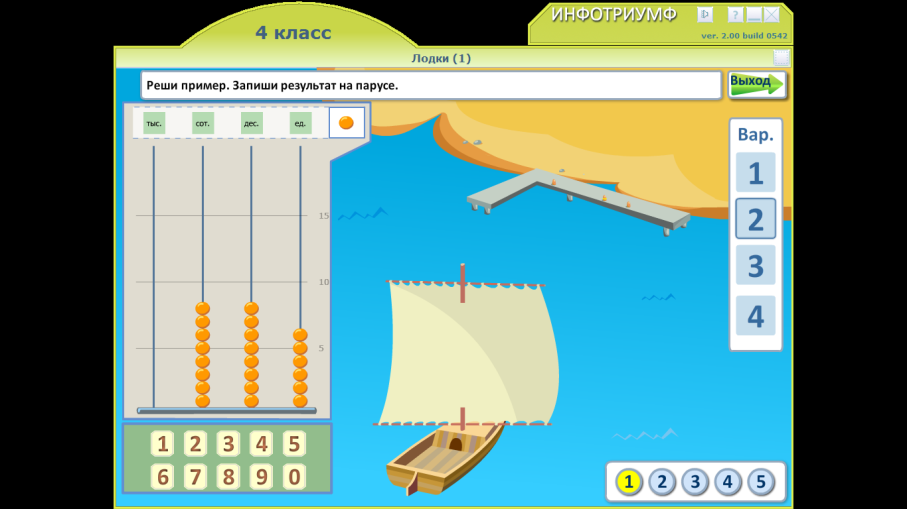 4 класс
ИНФОТРИУМФ
?
ver. 2.00 build 0542
Лодки (1)
Реши пример. Запиши результат на парусе.
Выход
тыс. сот. дес. ед.
Вар.
1
2
3
4
15
10
5
1 2 3 4 5
6 7 8 9 0
1 2 3 4 5